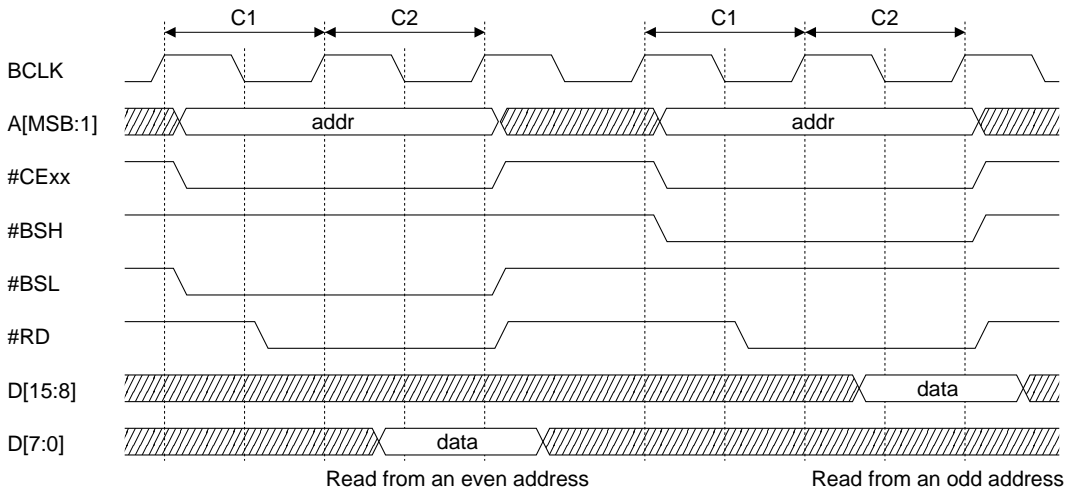 C1 C2 C1 C2
BCLK
A[MSB:1] addr addr
#CExx
#BSH
#BSL
#RD
D[15:8] data
D[7:0] data
Read from an even address Read from an odd address